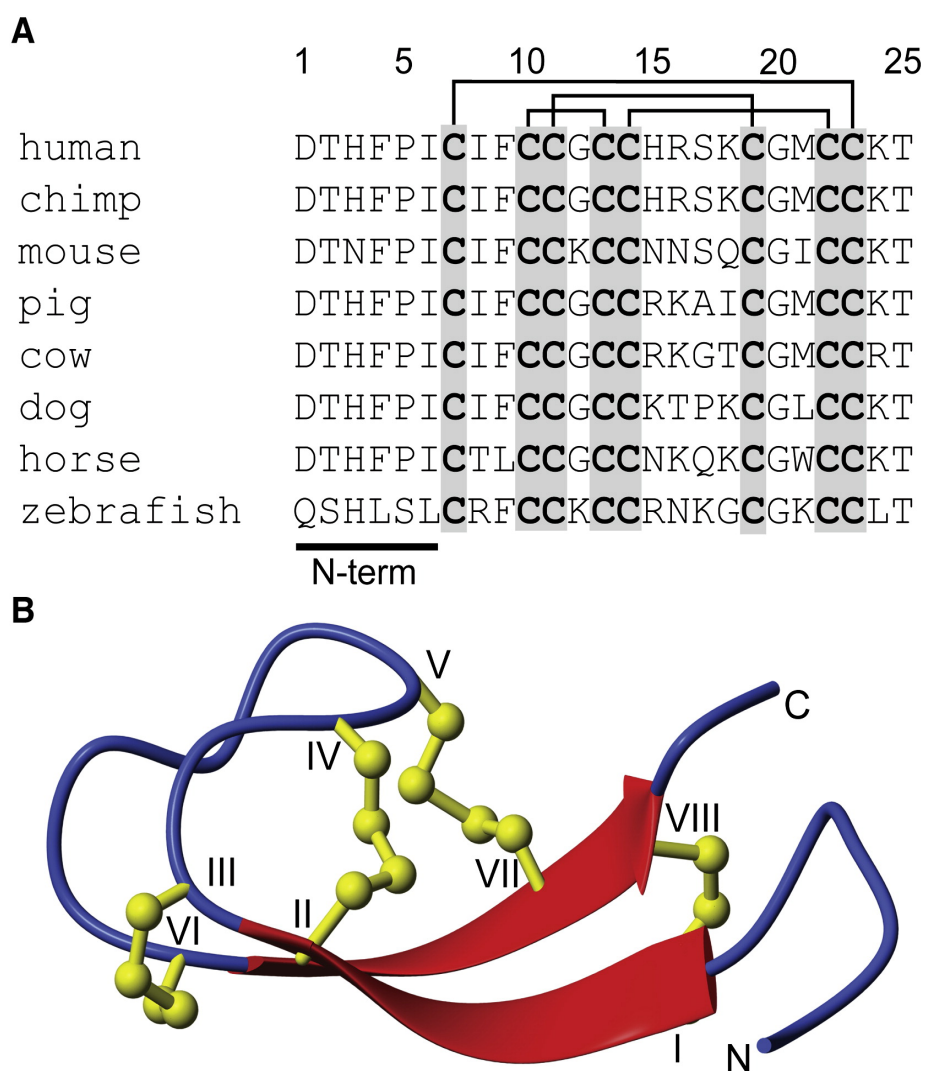 A
1 5 10 15 20 25
human DTHFPICIFCCGCCHRSKCGMCCKT
chimp DTHFPICIFCCGCCHRSKCGMCCKT
mouse DTNFPICIFCCKCCNNSQCGICCKT
pig DTHFPICIFCCGCCRKAICGMCCKT
cow DTHFPICIFCCGCCRKGTCGMCCRT
dog DTHFPICIFCCGCCKTPKCGLCCKT
horse DTHFPICTLCCGCCNKQKCGWCCKT
zebrafish QSHLSLCRFCCKCCRNKGCGKCCLT
N-term
B
V
C
IV
VIII
III
VII
II
VI
I
N